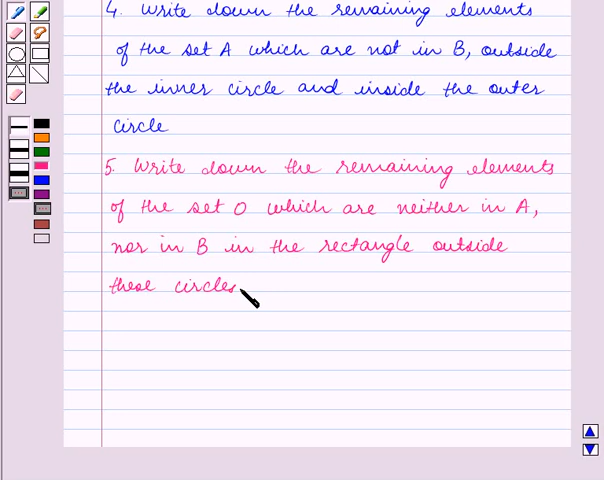 4. Write down the remaining elements
of the set A which are not in B, outside
the inner circle and inside the outer
circle
5. Write down the remaining elements
of the set O which are neither in A,
nor in B in the rectangle outside
these circles